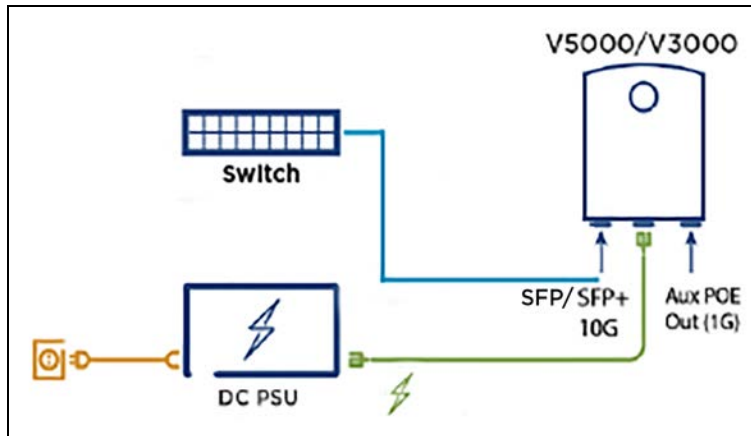 V5000/V3000
Switch
SFP/SFP+
10G
Aux POE
Out (1G)
DC PSU